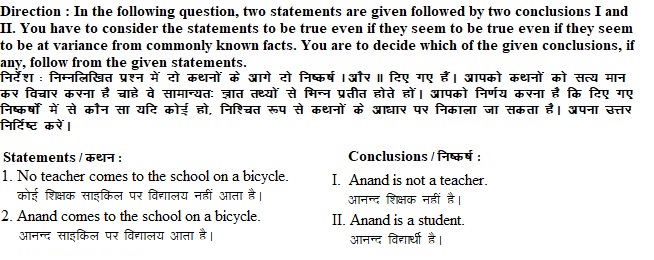 Direction : In the following question, two statements are given followed by two conclusions I and
II. You have to consider the statements to be true even if they seem to be true even if they seem
to be at variance from commonly known facts. You are to decide which of the given conclusions, if
any, follow from the given statements.
निर्देश : निम्नलिखित प्रश्न में दो कथनों के आगे दो निष्कर्ष I और II दिए गए हैं। आपको कथनों को सत्य मान
कर विचार करना है चाहे वे सामान्यतः ज्ञात तथ्यों से भिन्न प्रतीत होते हों। आपको निर्णय करना है कि दिए गए
निष्कर्षों में से कौन सा यदि कोई हो, निश्चित रूप से कथनों के आधार पर निकाला जा सकता है। अपना उत्तर
निर्दिष्ट करें।
Statements / कथन :
1. No teacher comes to the school on a bicycle.
कोई शिक्षक साइकिल पर विद्यालय नहीं आता है।
2. Anand comes to the school on a bicycle.
आनन्द साइकिल पर विद्यालय आता है।
Conclusions / निष्कर्ष :
I. Anand is not a teacher.
आनन्द शिक्षक नहीं है।
II. Anand is a student.
आनन्द विद्यार्थी है।